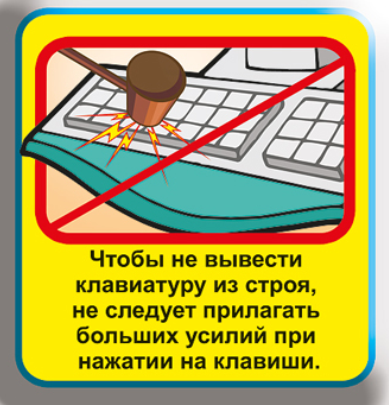 Чтобы не вывести
клавиатуру из строя,
не следует прилагать
больших усилий при
нажатии на клавиши.